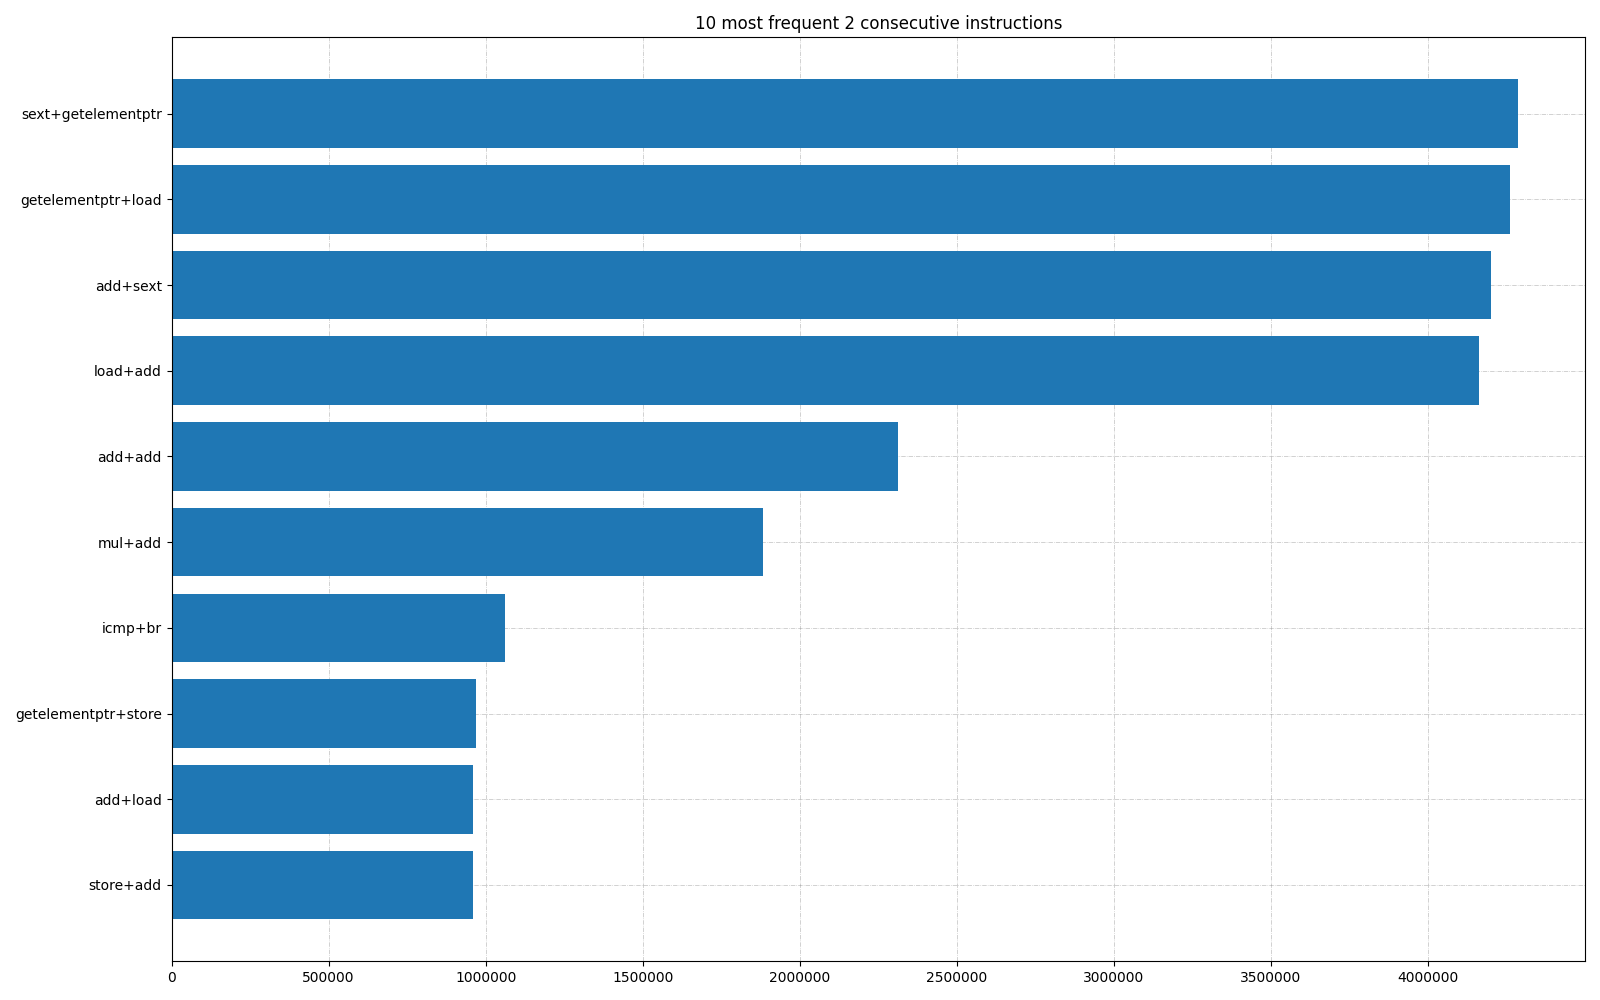 10 most frequent 2 consecutive instructions
sext+getelementptr
getelementptr+load
add+sext
load+add
add+add
mul+add
icmp+br
getelementptr+store
add+load
store+add
0 500000 1000000 1500000 2000000 2500000 3000000 3500000 4000000